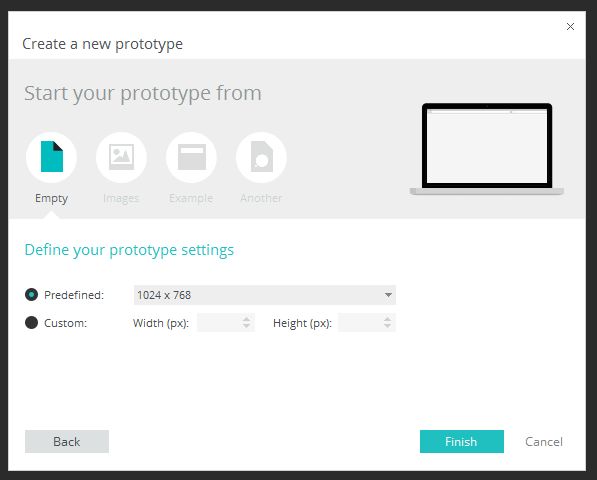 Create a new prototype
Start your prototype from
Empty Images Example Another
Define your prototype settings
Predefined: 1024 x 768
Custom: Width (px): Height (px):
Back Finish Cancel